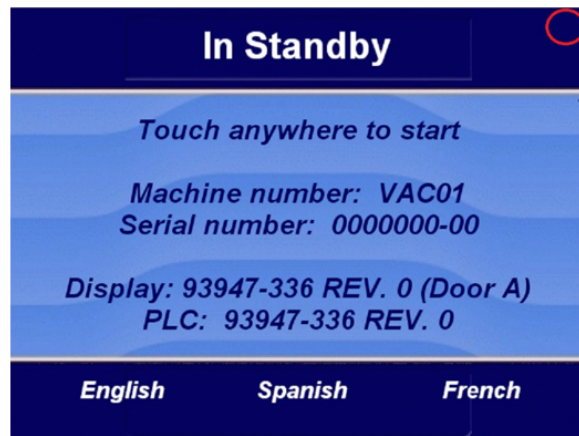 In Standby
Touch anywhere to start
Machine number: VAC01
Serial number: 0000000-00
Display: 93947-336 REV. 0 (Door A)
PLC: 93947-336 REV. 0
English Spanish French